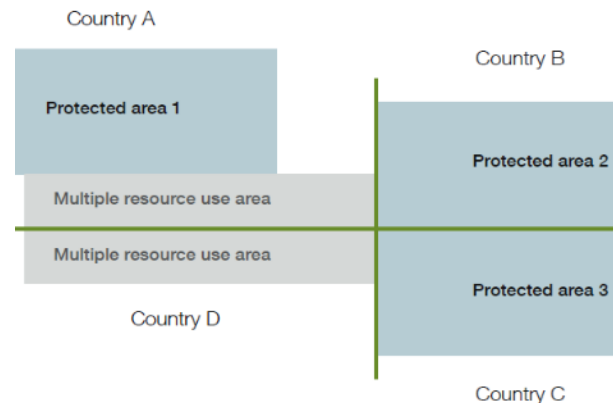 Country A
Country B
Protected area 1
Protected area 2
Multiple resource use area
Multiple resource use area
Protected area 3
Country D
Country C